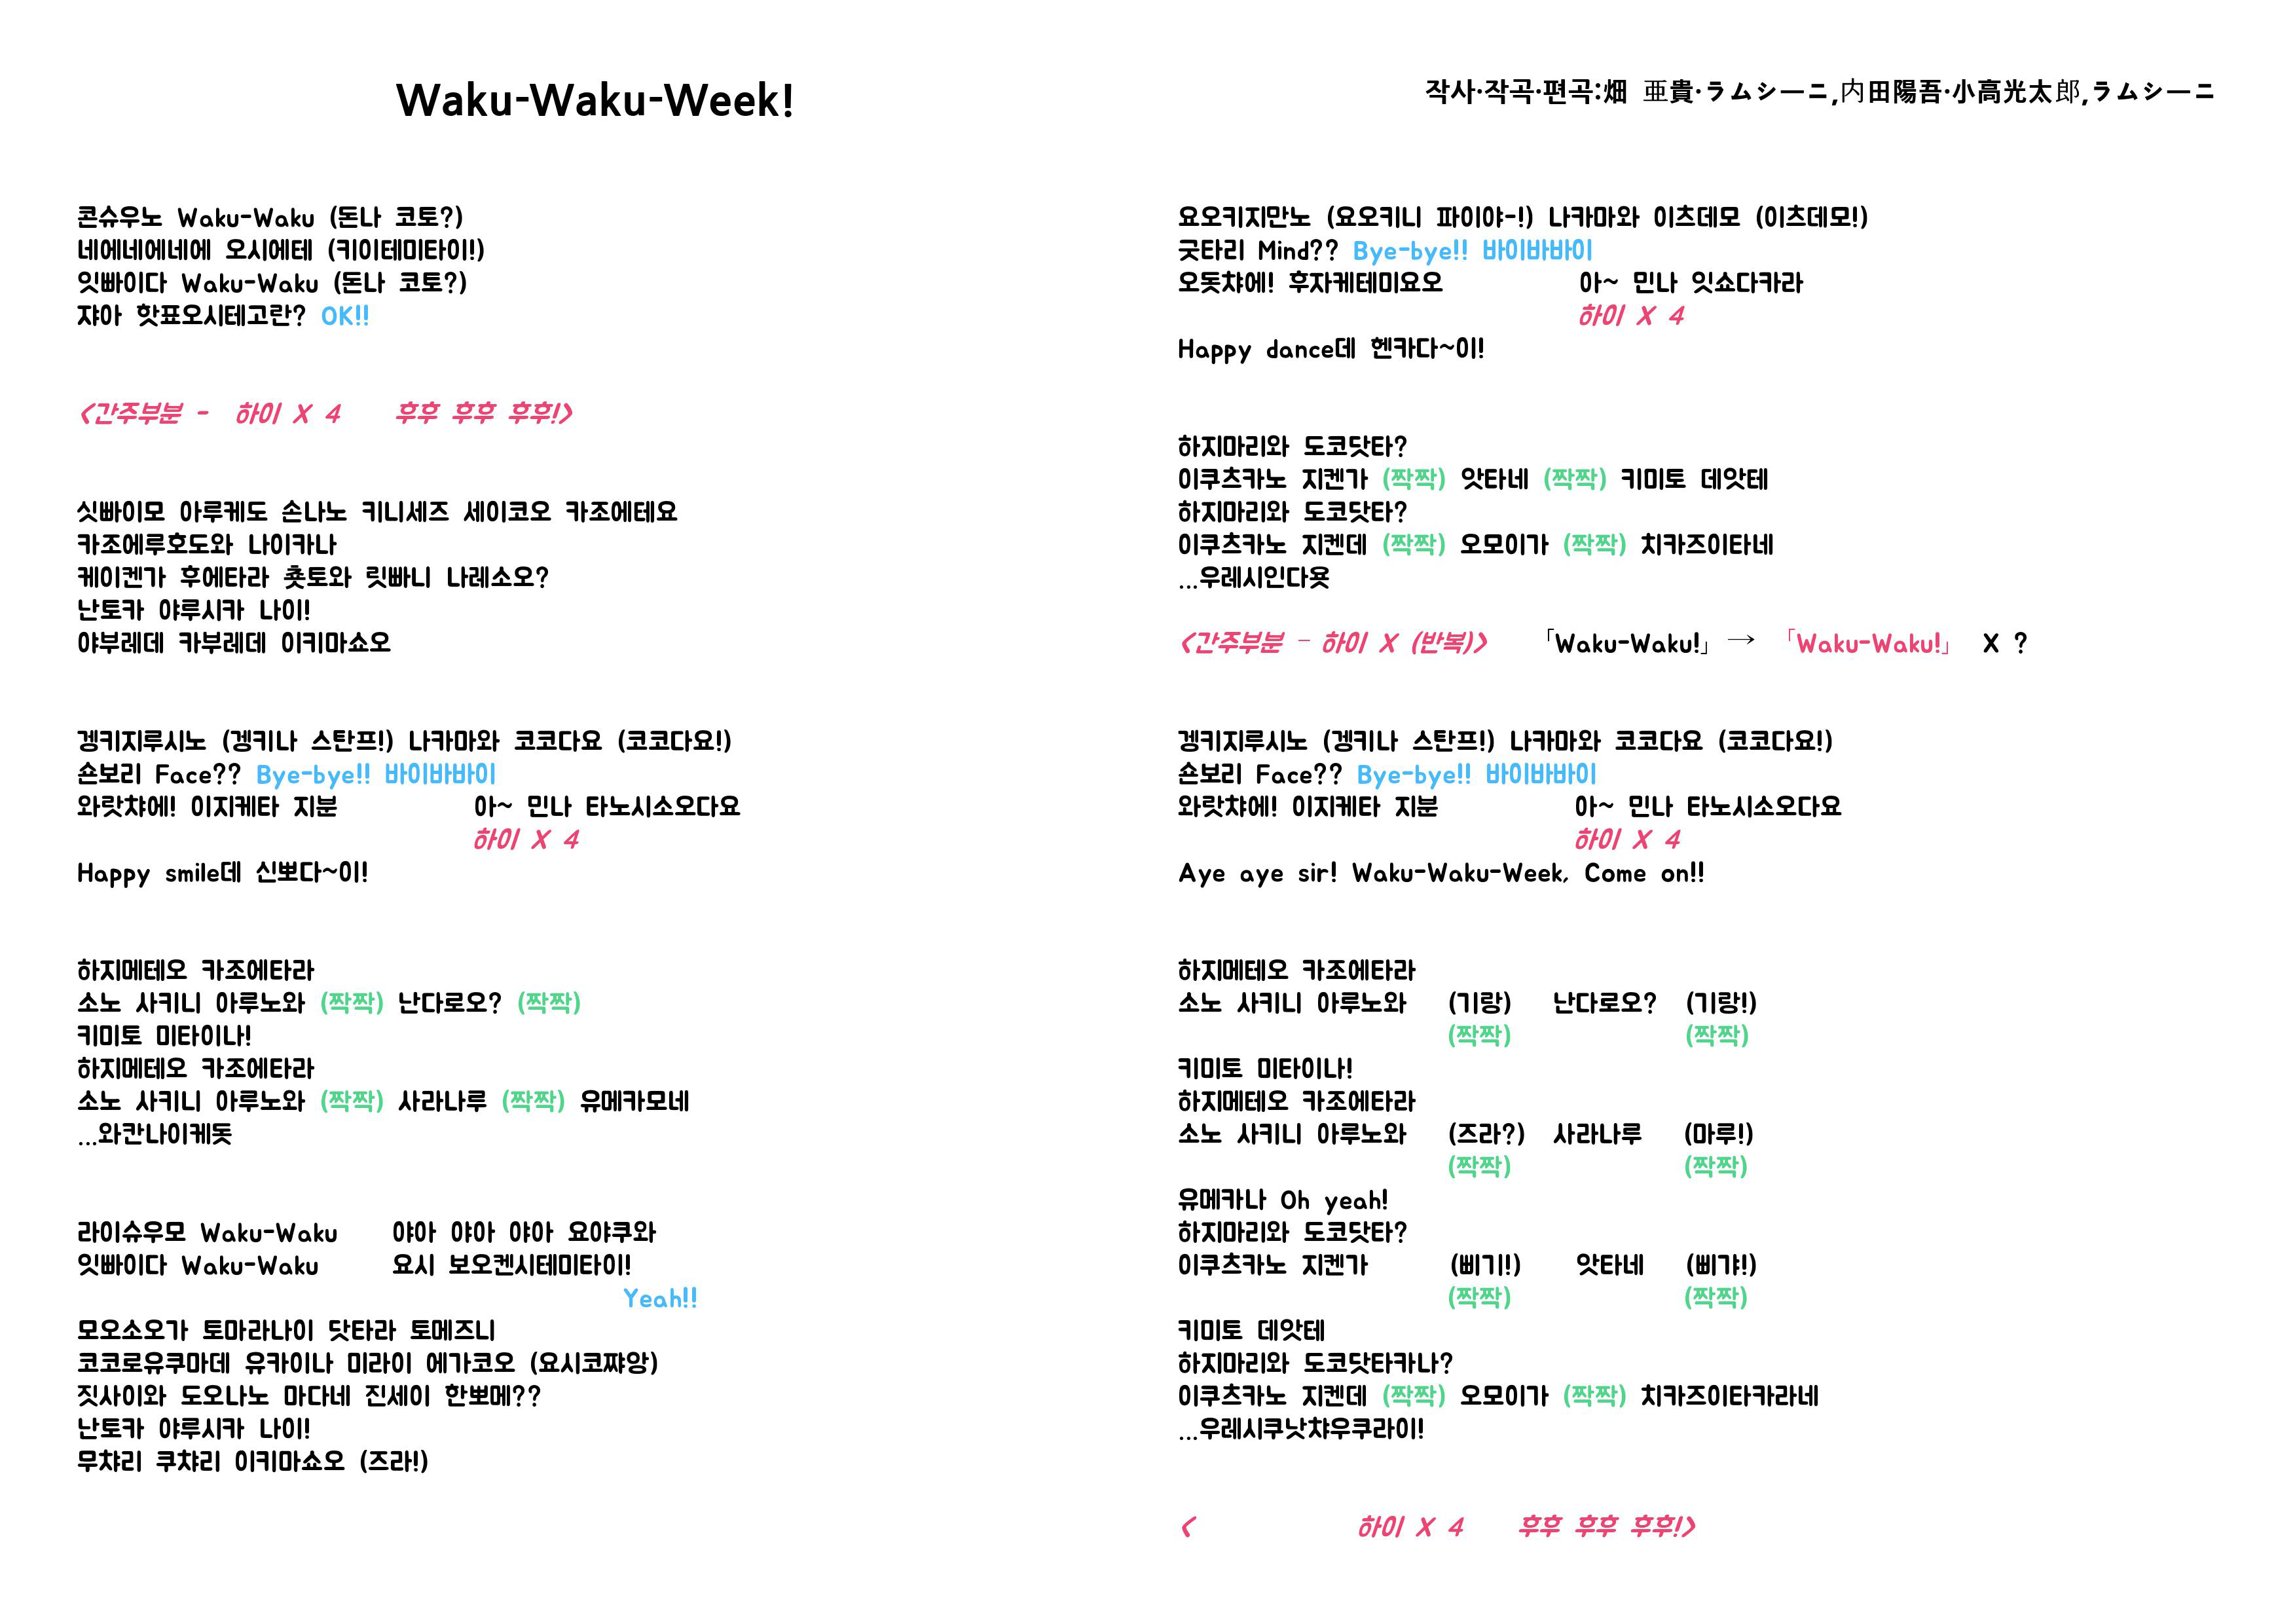 Waku-Waku-Week!
작사·작곡·편곡:畑 亜貴·ラムシーニ,内田陽吾·小高光太郎,ラムシーニ
콘슈우노 Waku-Waku (돈나 코토?)
네에네에네에 오시에테 (키이테미타이!)
잇빠이다 Waku-Waku (돈나 코토?)
쟈아 핫표오시테고란? OK!!
<간주부분 - 하이 X 4 후후 후후 후후!>
싯빠이모 아루케도 손나노 키니세즈 세이코오 카조에테요
카조에루호도와 나이카나
케이켄가 후에타라 춋토와 릿빠니 나레소오?
난토카 야루시카 나이!
야부레데 카부레데 이키마쇼오
겡키지루시노 (겡키나 스탄프!) 나카마와 코코다요 (코코다요!)
숀보리 Face?? Bye-bye!! 바이바바이
와랏챠에! 이지케타 지분 아~ 민나 타노시소오다요
하이 X 4
Happy smile데 신뽀다~이!
하지메테오 카조에타라
소노 사키니 아루노와 (짝짝) 난다로오? (짝짝)
키미토 미타이나!
하지메테오 카조에타라
소노 사키니 아루노와 (짝짝) 사라나루 (짝짝) 유메카모네
...와칸나이케돗
라이슈우모 Waku-Waku 야아 야아 야아 요야쿠와
잇빠이다 Waku-Waku 요시 보오켄시테미타이!
Yeah!!
모오소오가 토마라나이 닷타라 토메즈니
코코로유쿠마데 유카이나 미라이 에가코오 (요시코쨔앙)
짓사이와 도오나노 마다네 진세이 한뽀메??
난토카 야루시카 나이!
무챠리 쿠챠리 이키마쇼오 (즈라!)
요오키지만노 (요오키니 파이야-!) 나카마와 이츠데모 (이츠데모!)
굿타리 Mind?? Bye-bye!! 바이바바이
오돗챠에! 후자케테미요오 아~ 민나 잇쇼다카라
하이 X 4
Happy dance데 헨카다~이!
하지마리와 도코닷타?
이쿠츠카노 지켄가 (짝짝) 앗타네 (짝짝) 키미토 데앗테
하지마리와 도코닷타?
이쿠츠카노 지켄데 (짝짝) 오모이가 (짝짝) 치카즈이타네
...우레시인다욧
<간주부분 - 하이 X (반복)> 「Waku-Waku!」 → 「Waku-Waku!」 X ?
겡키지루시노 (겡키나 스탄프!) 나카마와 코코다요 (코코다요!)
숀보리 Face?? Bye-bye!! 바이바바이
와랏챠에! 이지케타 지분 아~ 민나 타노시소오다요
하이 X 4
Aye aye sir! Waku-Waku-Week, Come on!!
하지메테오 카조에타라
소노 사키니 아루노와 (기랑) 난다로오? (기랑!)
(짝짝) (짝짝)
키미토 미타이나!
하지메테오 카조에타라
소노 사키니 아루노와 (즈라?) 사라나루 (마루!)
(짝짝) (짝짝)
유메카나 Oh yeah!
하지마리와 도코닷타?
이쿠츠카노 지켄가 (삐기!) 앗타네 (삐갸!)
(짝짝) (짝짝)
키미토 데앗테
하지마리와 도코닷타카나?
이쿠츠카노 지켄데 (짝짝) 오모이가 (짝짝) 치카즈이타카라네
...우레시쿠낫챠우쿠라이!
< 하이 X 4 후후 후후 후후!>